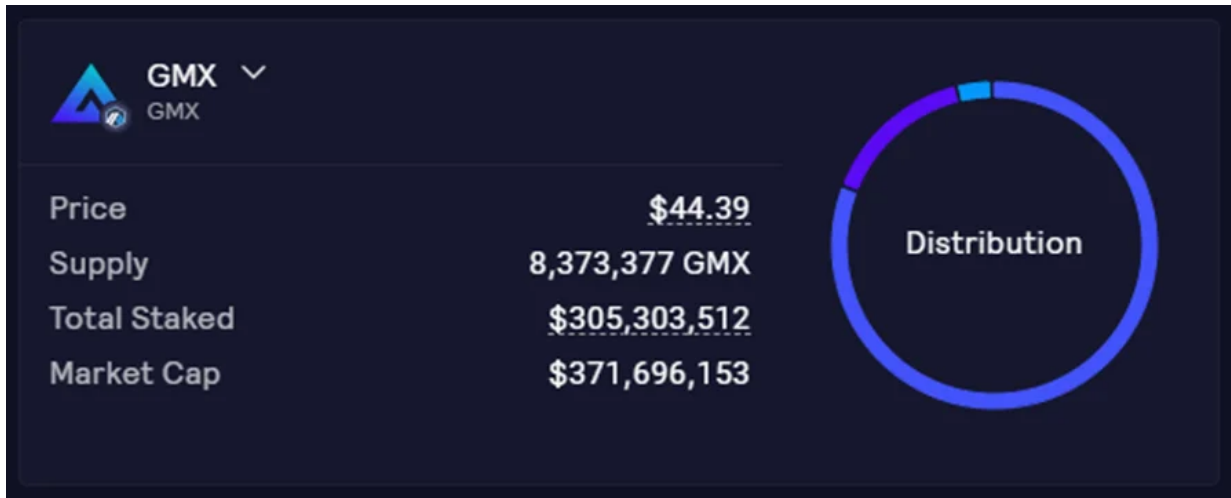 GMX
GMX
Price $44.39
Supply 8,373,377 GMX
Total Staked $305,303,512
Market Cap $371,696,153
Distribution